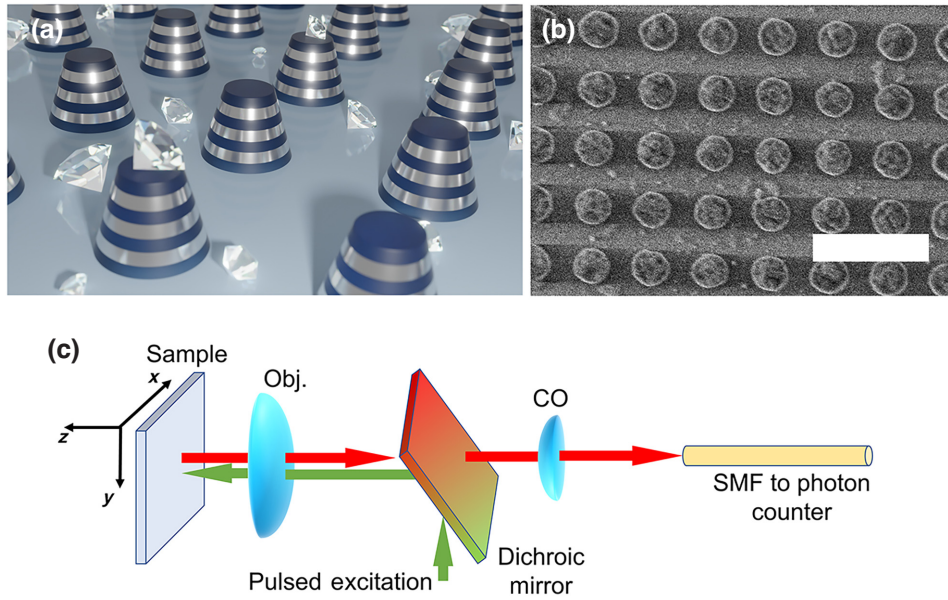 (a)
(b)
(c)
Sample
x
z
y
Obj.
CO
SMF to photon
counter
Dichroic
mirror
Pulsed excitation